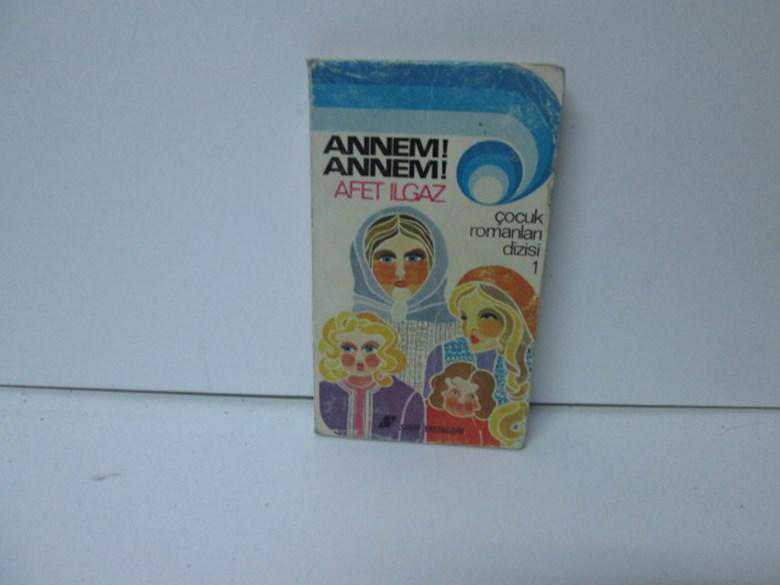 ANNEM!
ANNEM!
AFET ILGAZ
çocuk
romanları
dizisi
1